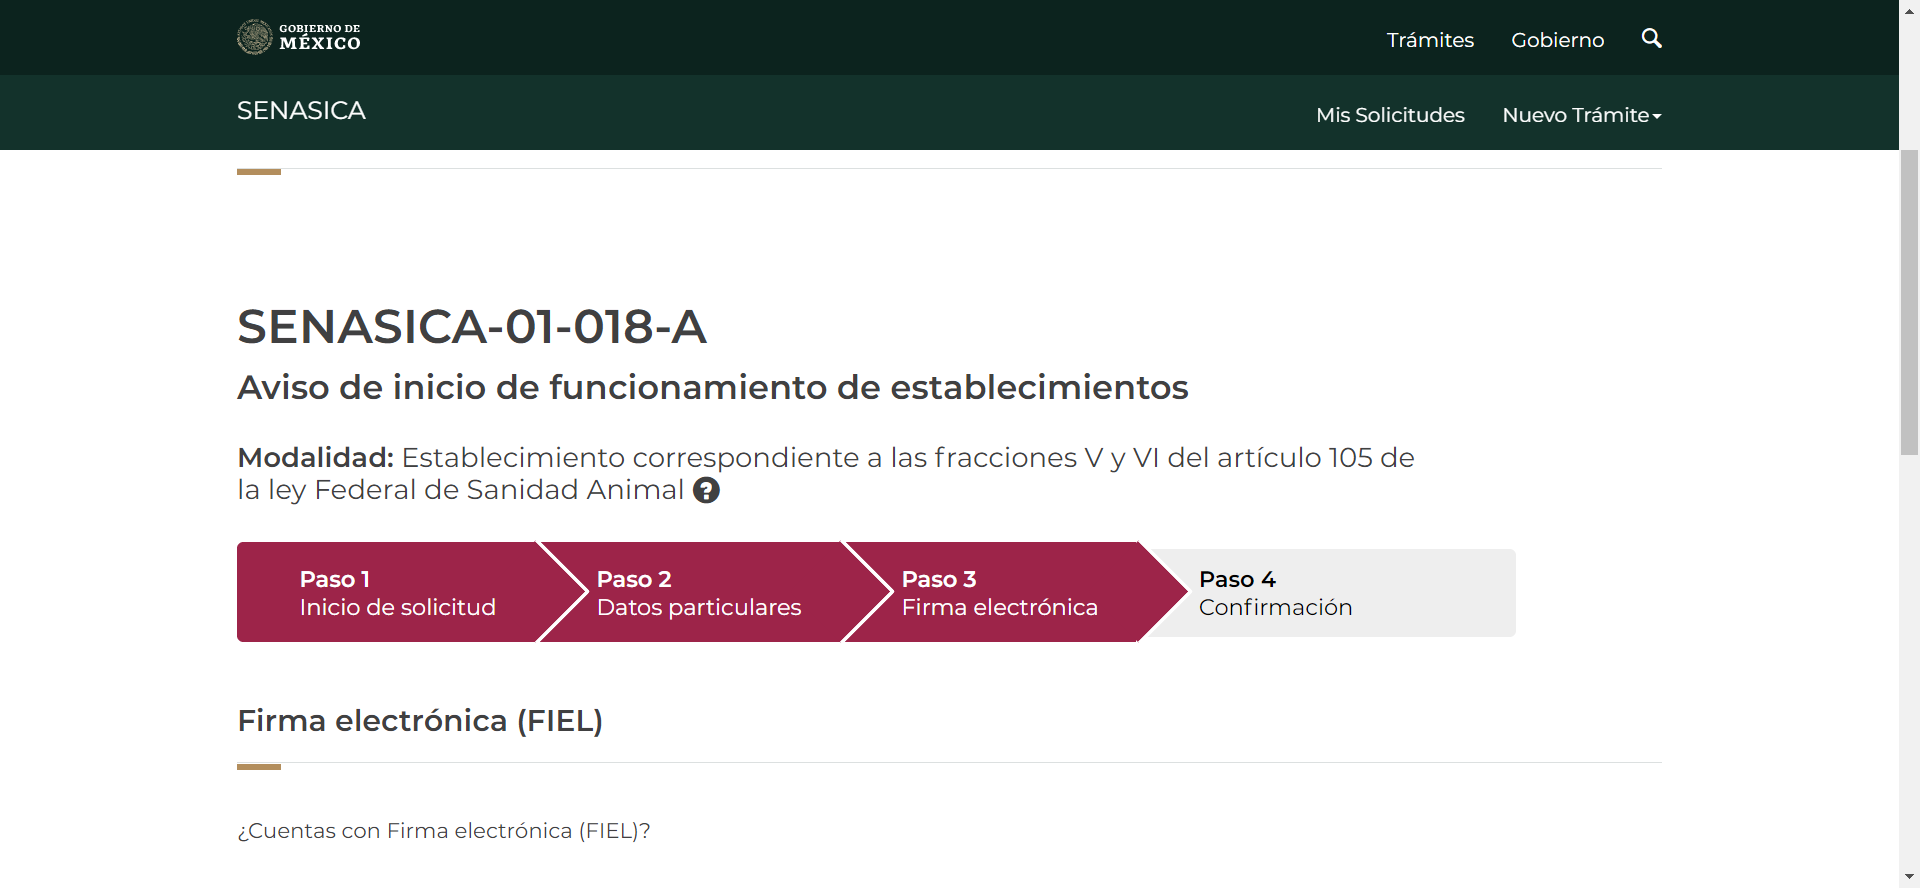 GOBIERNO DE
MÉXICO
Trámites
Gobierno
SENASICA
Mis Solicitudes
Nuevo Trámite
SENASICA-01-018-A
Aviso de inicio de funcionamiento de establecimientos
Modalidad: Establecimiento correspondiente a las fracciones V y VI del artículo 105 de
la ley Federal de Sanidad Animal ?
Paso 1
Inicio de solicitud
Paso 2
Datos particulares
Paso 3
Firma electrónica
Paso 4
Confirmación
Firma electrónica (FIEL)
¿Cuentas con Firma electrónica (FIEL)?